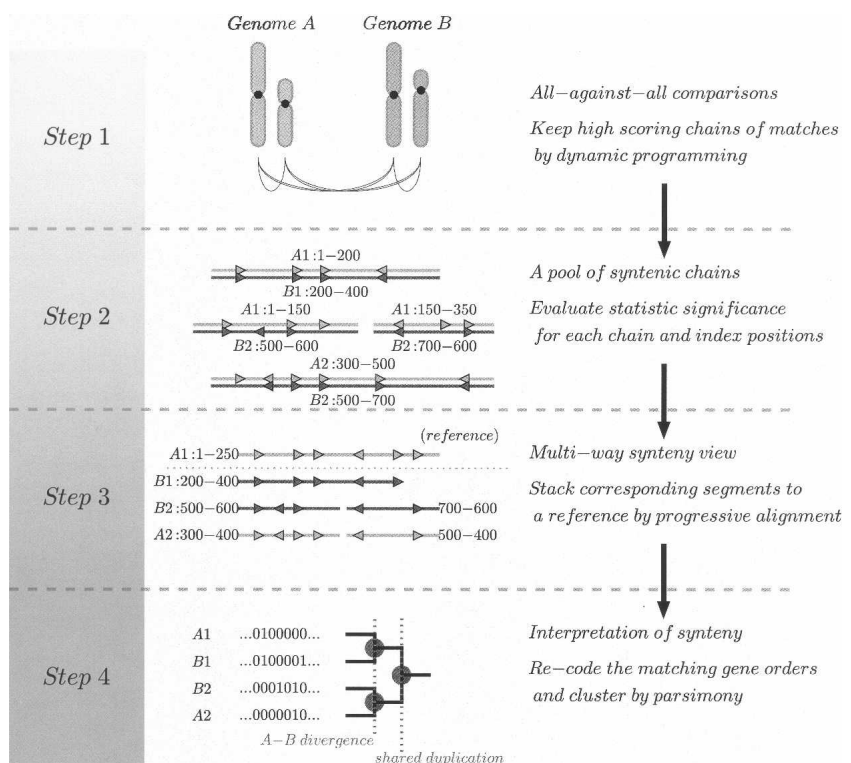 Genome A Genome B
Step 1
All−against−all comparisons
Keep high scoring chains of matches
by dynamic programming
Step 2
A1:1−200
B1:200−400
A1:1−150
B2:500−600
A1:150−350
B2:700−600
A2:300−500
B2:500−700
A pool of syntenic chains
Evaluate statistic significance
for each chain and index positions
Step 3
(reference)
A1:1−250
B1:200−400
B2:500−600 700−600
A2:300−400 500−400
Multi−way synteny view
Stack corresponding segments to
a reference by progressive alignment
Step 4
A1 ...0100000...
B1 ...0100001...
B2 ...0001010...
A2 ...0000010...
A−B divergence
shared duplication
Interpretation of synteny
Re−code the matching gene orders
and cluster by parsimony